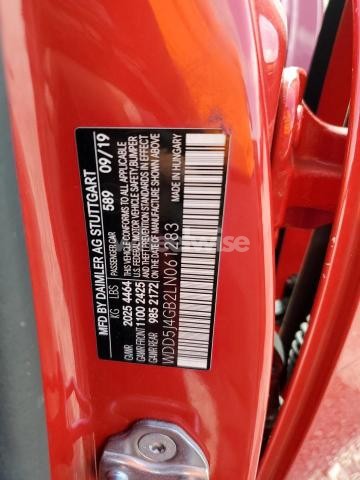 MFD BY DAIMLER AG STUTTGART
589 09/19
PASSENGER CAR
KG LBS
GVWR 2025 4464
GAWR FRONT 1100 2425
GAWR REAR 985 2172
THIS VEHICLE CONFORMS TO ALL APPLICABLE
FEDERAL MOTOR VEHICLE SAFETY, BUMPER
AND THEFT PREVENTION STANDARDS IN EFFECT
ON THE DATE OF MANUFACTURE SHOWN ABOVE
WDD5J4GB2LN061283
MADE IN HUNGARY